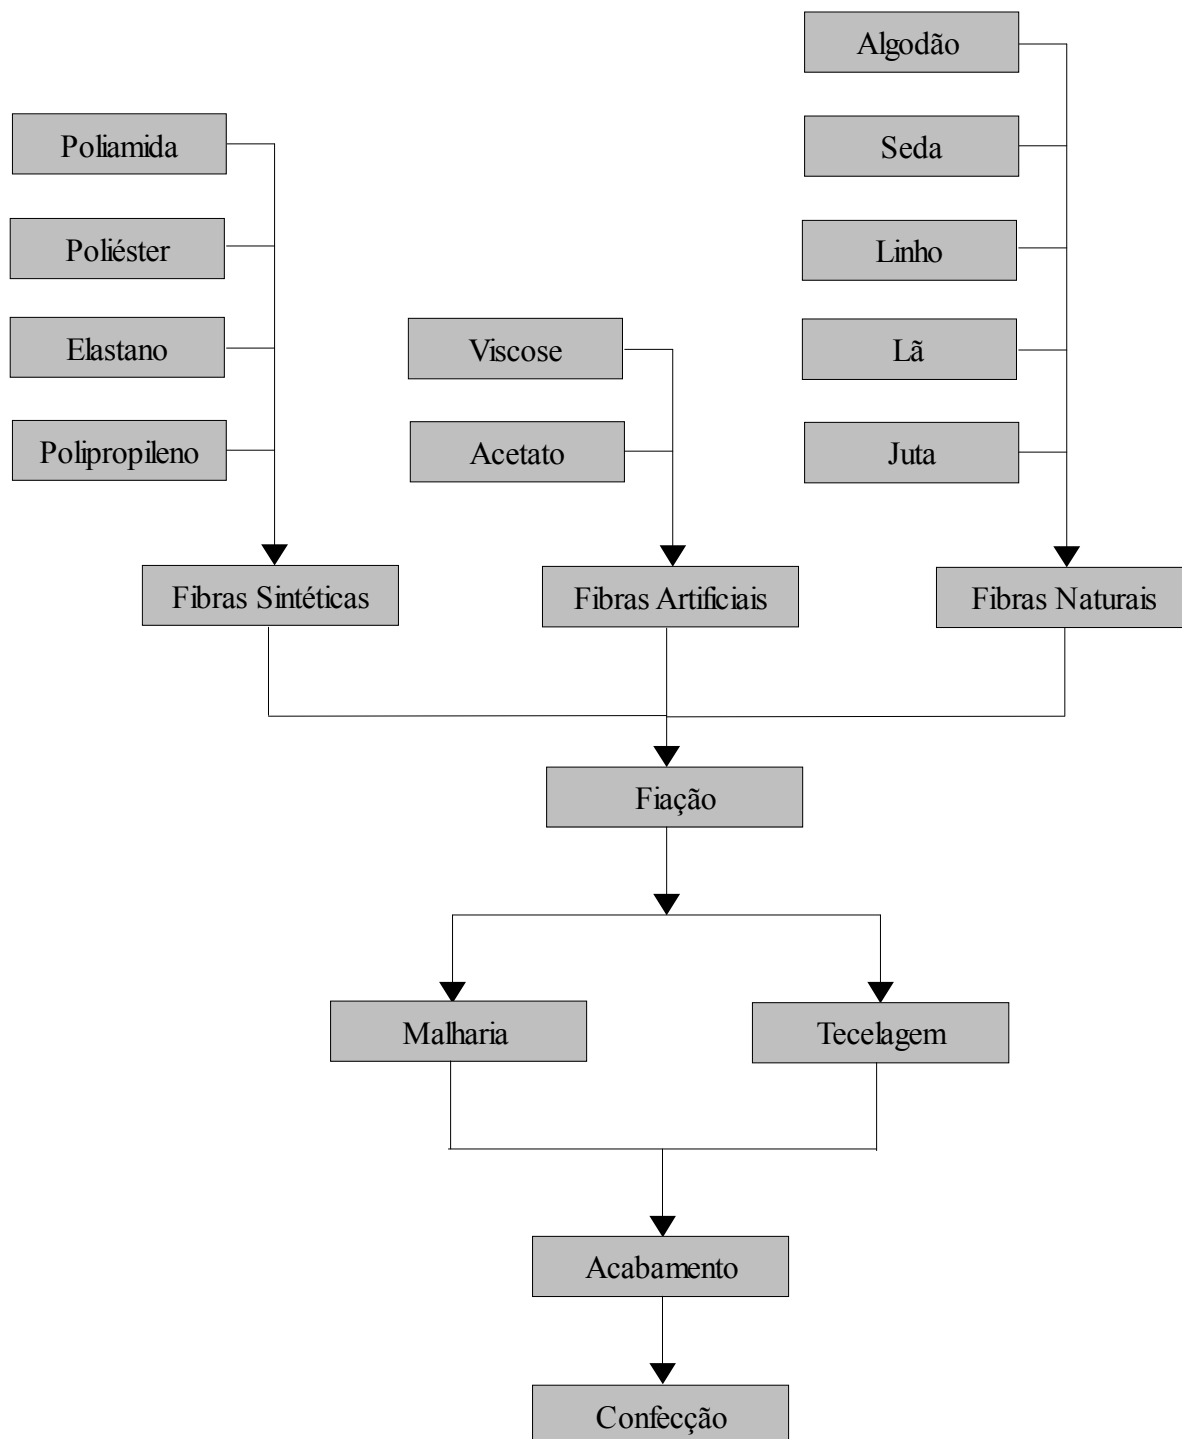 Algodão
Poliamida
Seda
Poliéster
Linho
Elastano
Viscose
Lã
Polipropileno
Acetato
Juta
Fibras Sintéticas
Fibras Artificiais
Fibras Naturais
Fiação
Malharia
Tecelagem
Acabamento
Confecção